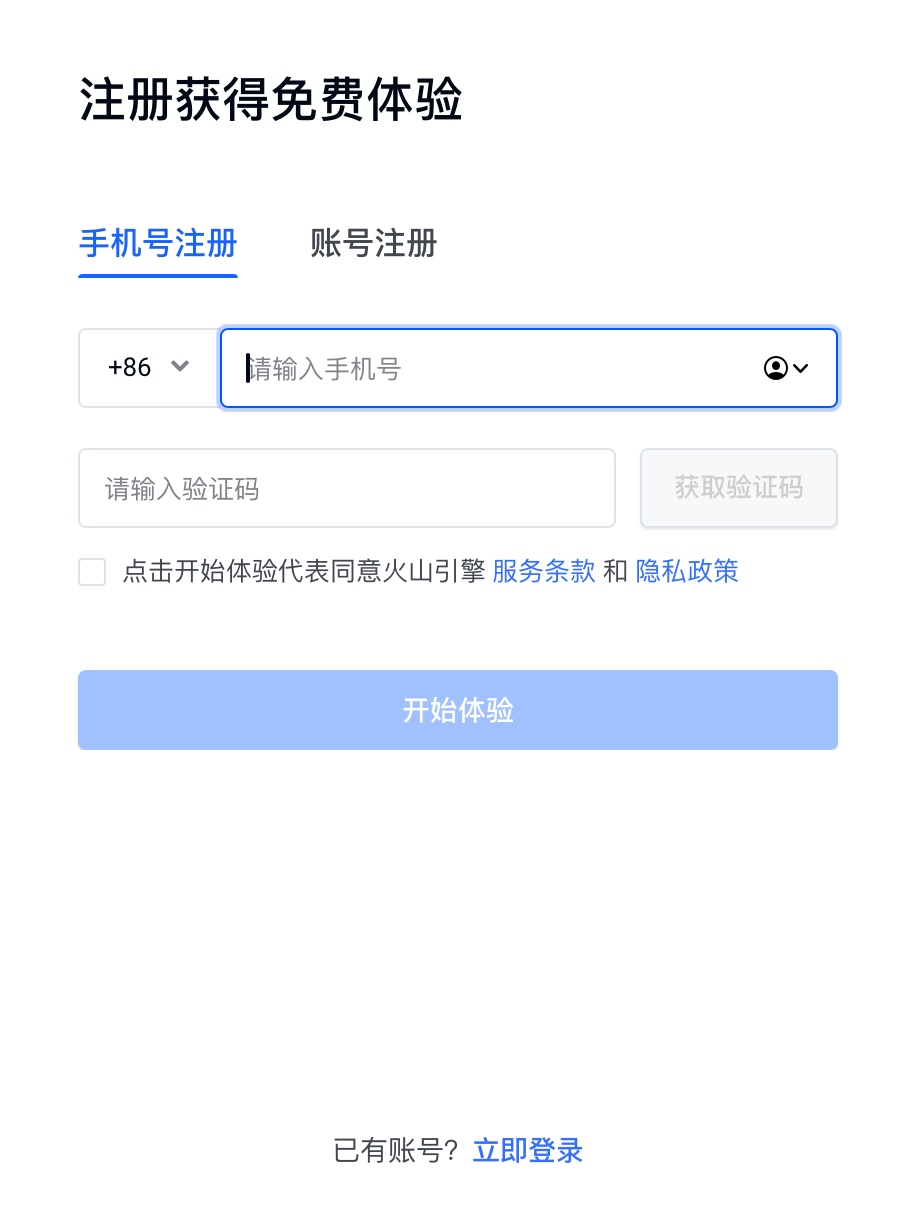 注册获得免费体验
手机号注册 账号注册
+86 请输入手机号
请输入验证码 获取验证码
点击开始体验代表同意火山引擎 服务条款 和 隐私政策
开始体验
已有账号？ 立即登录